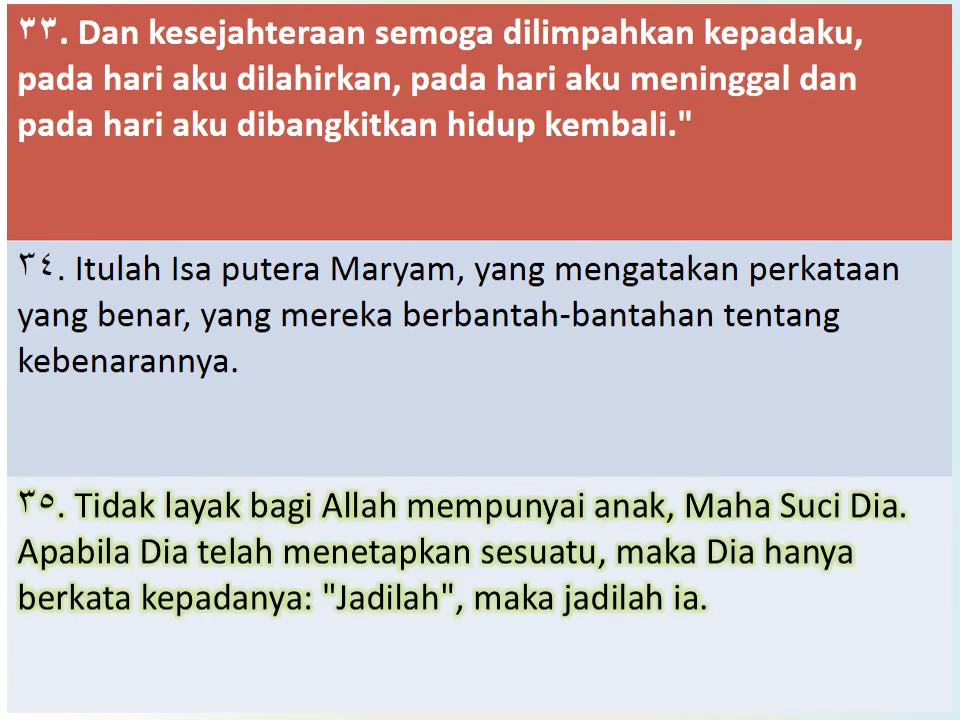 ٣٣. Dan kesejahteraan semoga dilimpahkan kepadaku,
pada hari aku dilahirkan, pada hari aku meninggal dan
pada hari aku dibangkitkan hidup kembali."
٣٤. Itulah Isa putera Maryam, yang mengatakan perkataan
yang benar, yang mereka berbantah-bantahan tentang
kebenarannya.
٣٥. Tidak layak bagi Allah mempunyai anak, Maha Suci Dia.
Apabila Dia telah menetapkan sesuatu, maka Dia hanya
berkata kepadanya: "Jadilah", maka jadilah ia.